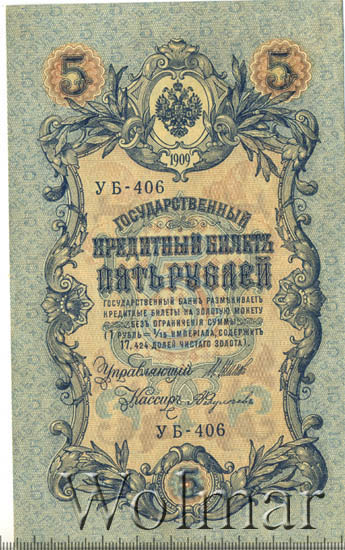 5 5
1909
УБ-406
ГОСУДАРСТВЕННЫЙ
КРЕДИТНЫЙ БИЛЕТЪ
ПЯТЬ РУБЛЕЙ
ГОСУДАРСТВЕННЫЙ БАНКЪ РАЗМѢНИВАЕТЪ
КРЕДИТНЫЕ БИЛЕТЫ НА ЗОЛОТУЮ МОНЕТУ
БЕЗЪ ОГРАНИЧЕНІЯ СУММЫ
(1 РУБЛЬ = 1/15 ИМПЕРІАЛА, СОДЕРЖИТЪ
17,424 ДОЛЕЙ ЧИСТАГО ЗОЛОТА).
Управляющій
Кассиръ
УБ-406
5
Wolmar